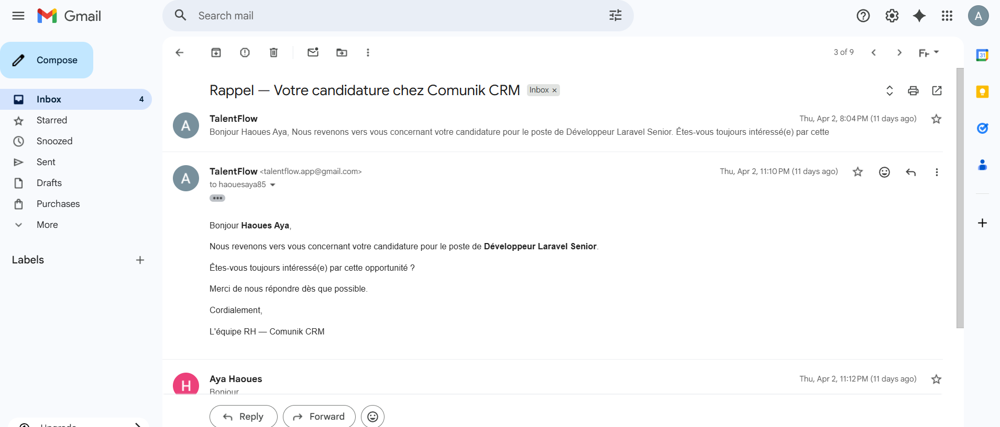 Gmail
Search mail
A
Compose
3 of 9
Inbox 4
Starred
Snoozed
Sent
Drafts
Purchases
More
Labels
Rappel — Votre candidature chez Comunik CRM Inbox ×
A
TalentFlow Thu, Apr 2, 8:04 PM (11 days ago)
Bonjour Haoues Aya, Nous revenons vers vous concernant votre candidature pour le poste de Développeur Laravel Senior. Êtes-vous toujours intéressé(e) par cette
A
TalentFlow <talentflow.app@gmail.com> Thu, Apr 2, 11:10 PM (11 days ago)
to haouesaya85
Bonjour Haoues Aya,
Nous revenons vers vous concernant votre candidature pour le poste de Développeur Laravel Senior.
Êtes-vous toujours intéressé(e) par cette opportunité ?
Merci de nous répondre dès que possible.
Cordialement,
L'équipe RH — Comunik CRM
H
Aya Haoues Thu, Apr 2, 11:12 PM (11 days ago)
Bonjour
Reply Forward
Upgrade
31